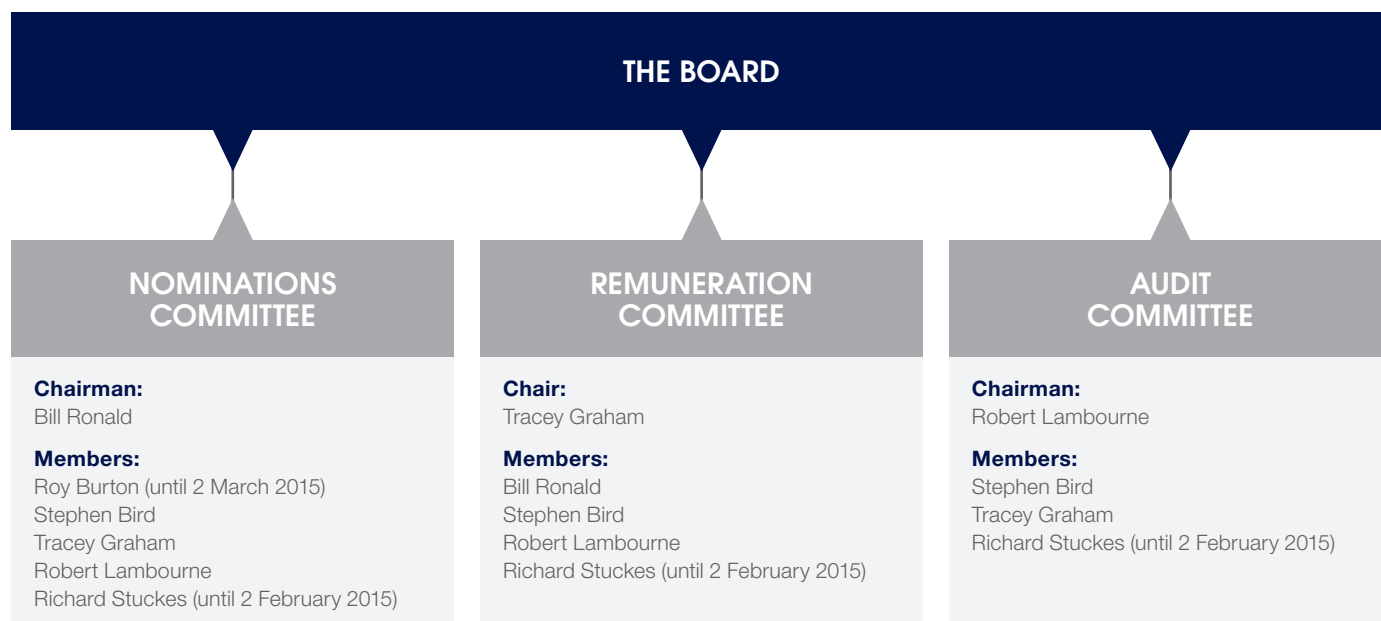 THE BOARD
NOMINATIONS
COMMITTEE
Chairman:
Bill Ronald
Members:
Roy Burton (until 2 March 2015)
Stephen Bird
Tracey Graham
Robert Lambourne
Richard Stuckes (until 2 February 2015)
REMUNERATION
COMMITTEE
Chair:
Tracey Graham
Members:
Bill Ronald
Stephen Bird
Robert Lambourne
Richard Stuckes (until 2 February 2015)
AUDIT
COMMITTEE
Chairman:
Robert Lambourne
Members:
Stephen Bird
Tracey Graham
Richard Stuckes (until 2 February 2015)